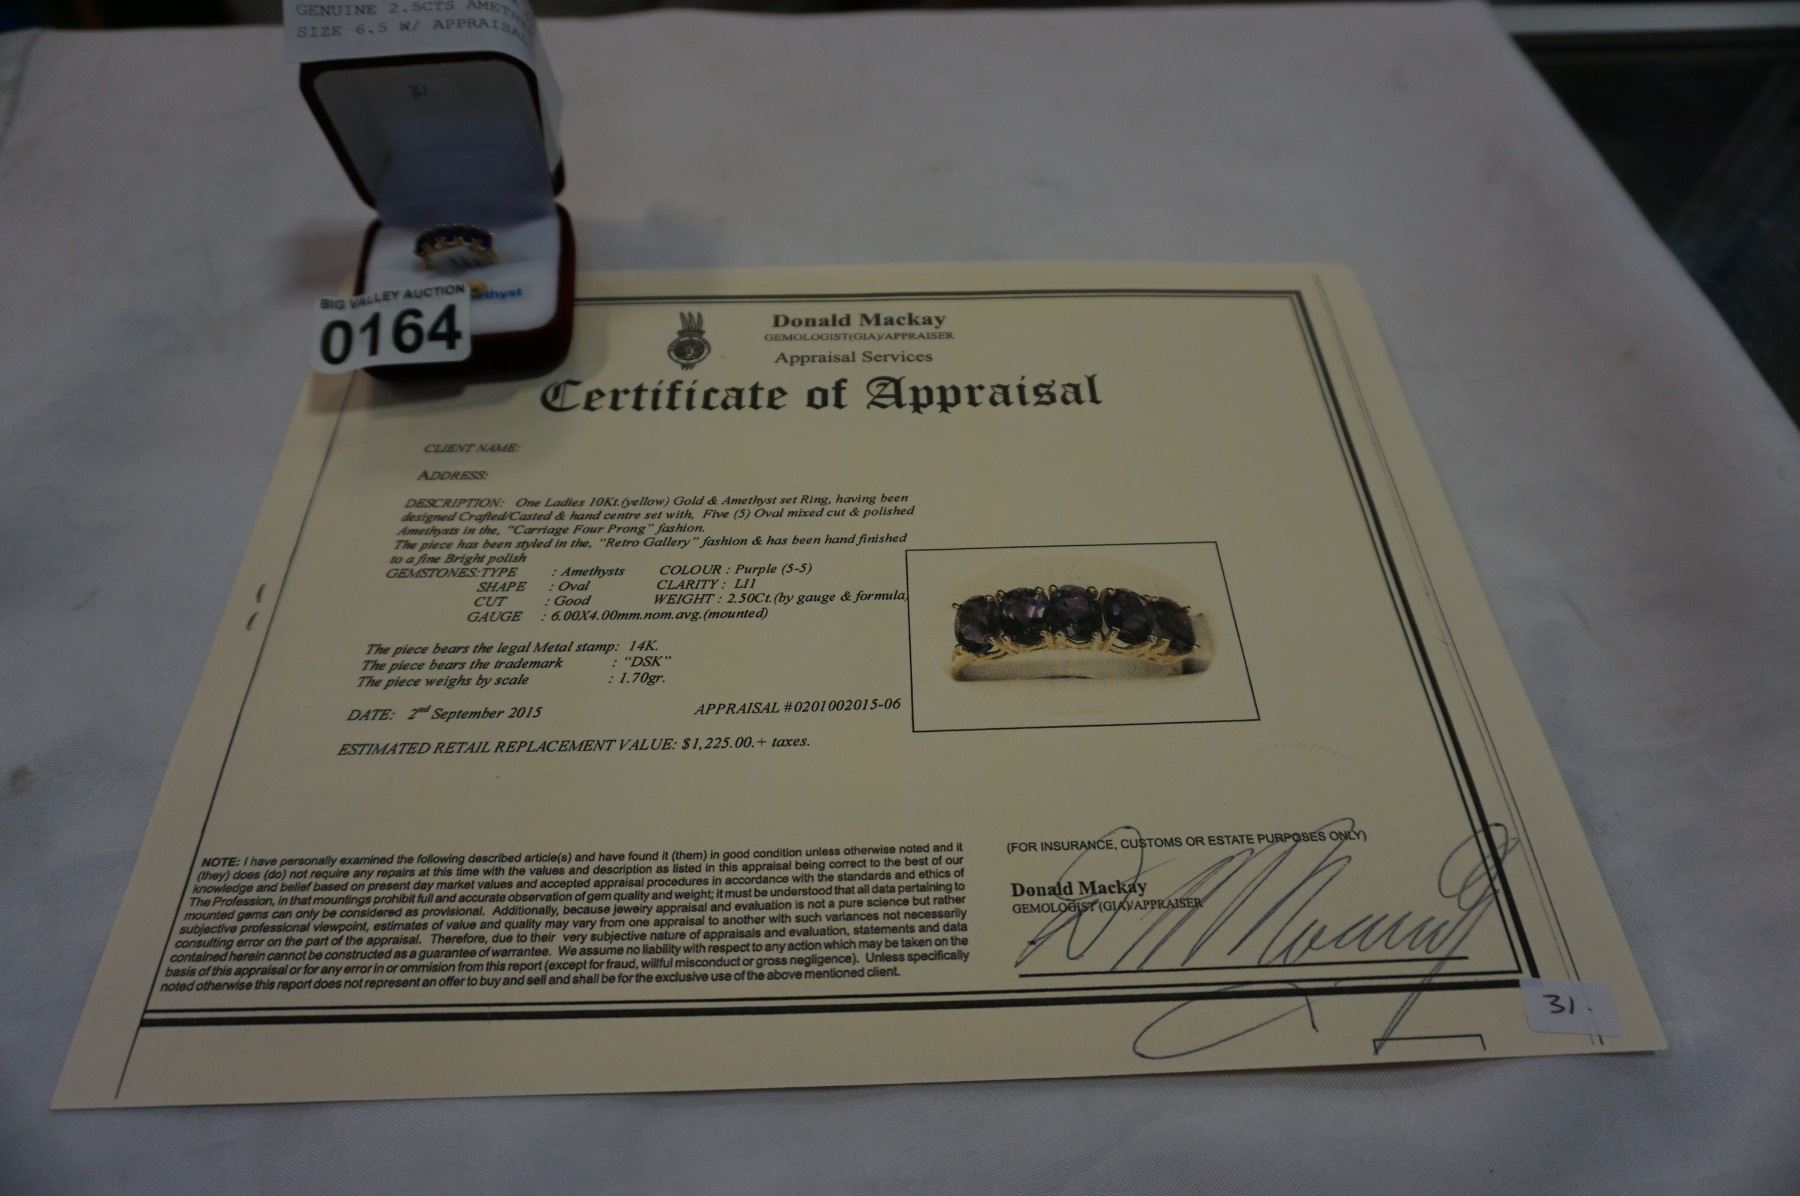 GENUINE 2.5CTS
SIZE 6.5 W/ APPRAISAL
31
BIG VALLEY AUCTION
0164
Donald Mackay
GEMOLOGIST(GIA)/APPRAISER
Appraisal Services
Certificate of Appraisal
CLIENT NAME:
ADDRESS:
DESCRIPTION: One Ladies 10Kt.(yellow) Gold & Amethyst set Ring, having been
designed Crafted/Casted & hand centre set with, Five (5) Oval mixed cut & polished
Amethysts in the, "Carriage Four Prong" fashion.
The piece has been styled in the, "Retro Gallery" fashion & has been hand finished
to a fine Bright polish
GEMSTONES:TYPE : Amethysts COLOUR : Purple (5-5)
SHAPE : Oval CLARITY : LI1
CUT : Good WEIGHT : 2.50Ct.(by gauge & formula)
GAUGE : 6.00X4.00mm.nom.avg.(mounted)
The piece bears the legal Metal stamp: 14K.
The piece bears the trademark : "DSK"
The piece weighs by scale : 1.70gr.
DATE: 2nd September 2015 APPRAISAL #0201002015-06
ESTIMATED RETAIL REPLACEMENT VALUE: $1,225.00.+ taxes.
NOTE: I have personally examined the following described article(s) and have found it (them) in good condition unless otherwise noted and it
(they) does (do) not require any repairs at this time with the values and description as listed in this appraisal being correct to the best of our
knowledge and belief based on present day market values and accepted appraisal procedures in accordance with the standards and ethics of
The Profession, in that mountings prohibit full and accurate observation of gem quality and weight; it must be understood that all data pertaining to
mounted gems can only be considered as provisional. Additionally, because jewelry appraisal and evaluation is not a pure science but rather
subjective professional viewpoint, estimates of value and quality may vary from one appraisal to another with such variances not necessarily
consulting error on the part of the appraisal. Therefore, due to their very subjective nature of appraisals and evaluation, statements and data
contained herein cannot be constructed as a guarantee of warrantee. We assume no liability with respect to any action which may be taken on the
basis of this appraisal or for any error in or ommision from this report (except for fraud, willful misconduct or gross negligence). Unless specifically
noted otherwise this report does not represent an offer to buy and sell and shall be for the exclusive use of the above mentioned client.
(FOR INSURANCE, CUSTOMS OR ESTATE PURPOSES ONLY)
Donald Mackay
GEMOLOGIST (GIA)/APPRAISER
31.